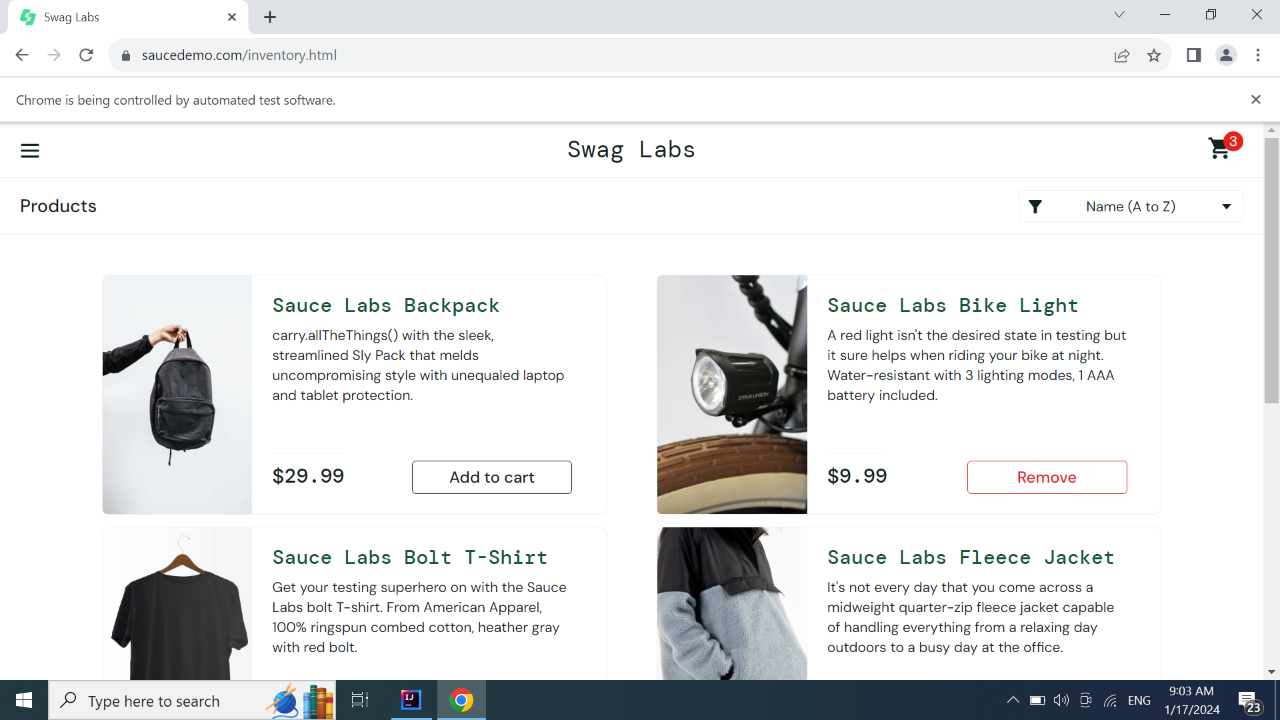 Swag Labs
saucedemo.com/inventory.html
Chrome is being controlled by automated test software.
Swag Labs
3
Products
Name (A to Z)
Sauce Labs Backpack
carry.allTheThings() with the sleek,
streamlined Sly Pack that melds
uncompromising style with unequaled laptop
and tablet protection.
$29.99
Add to cart
Sauce Labs Bike Light
A red light isn't the desired state in testing but
it sure helps when riding your bike at night.
Water-resistant with 3 lighting modes, 1 AAA
battery included.
$9.99
Remove
STAR UNION
Sauce Labs Bolt T-Shirt
Get your testing superhero on with the Sauce
Labs bolt T-shirt. From American Apparel,
100% ringspun combed cotton, heather gray
with red bolt.
Sauce Labs Fleece Jacket
It's not every day that you come across a
midweight quarter-zip fleece jacket capable
of handling everything from a relaxing day
outdoors to a busy day at the office.
Type here to search
IJ
ENG
9:03 AM
1/17/2024
23